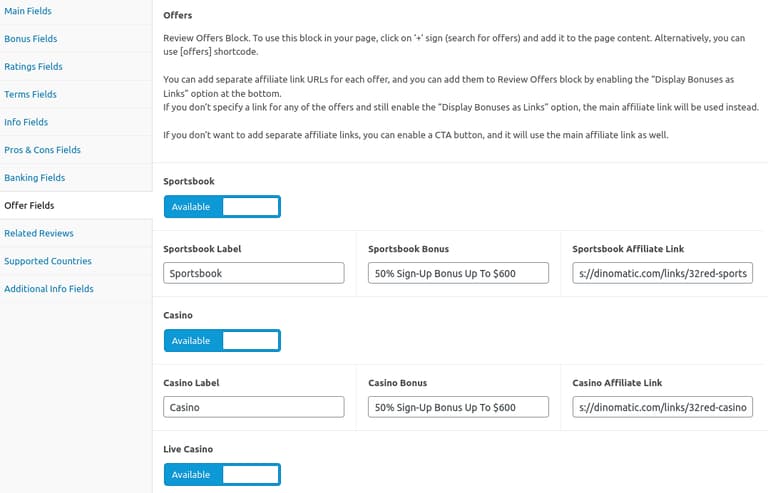 Main Fields
Bonus Fields
Ratings Fields
Terms Fields
Info Fields
Pros & Cons Fields
Banking Fields
Offer Fields
Related Reviews
Supported Countries
Additional Info Fields
Offers
Review Offers Block. To use this block in your page, click on '+' sign (search for offers) and add it to the page content. Alternatively, you can
use [offers] shortcode.
You can add separate affiliate link URLs for each offer, and you can add them to Review Offers block by enabling the "Display Bonuses as
Links" option at the bottom.
If you don't specify a link for any of the offers and still enable the "Display Bonuses as Links" option, the main affiliate link will be used instead.
If you don't want to add separate affiliate links, you can enable a CTA button, and it will use the main affiliate link as well.
Sportsbook
Available
Sportsbook Label Sportsbook Bonus Sportsbook Affiliate Link
Sportsbook 50% Sign-Up Bonus Up To $600 s://dinomatic.com/links/32red-sports
Casino
Available
Casino Label Casino Bonus Casino Affiliate Link
Casino 50% Sign-Up Bonus Up To $600 s://dinomatic.com/links/32red-casino
Live Casino
Available